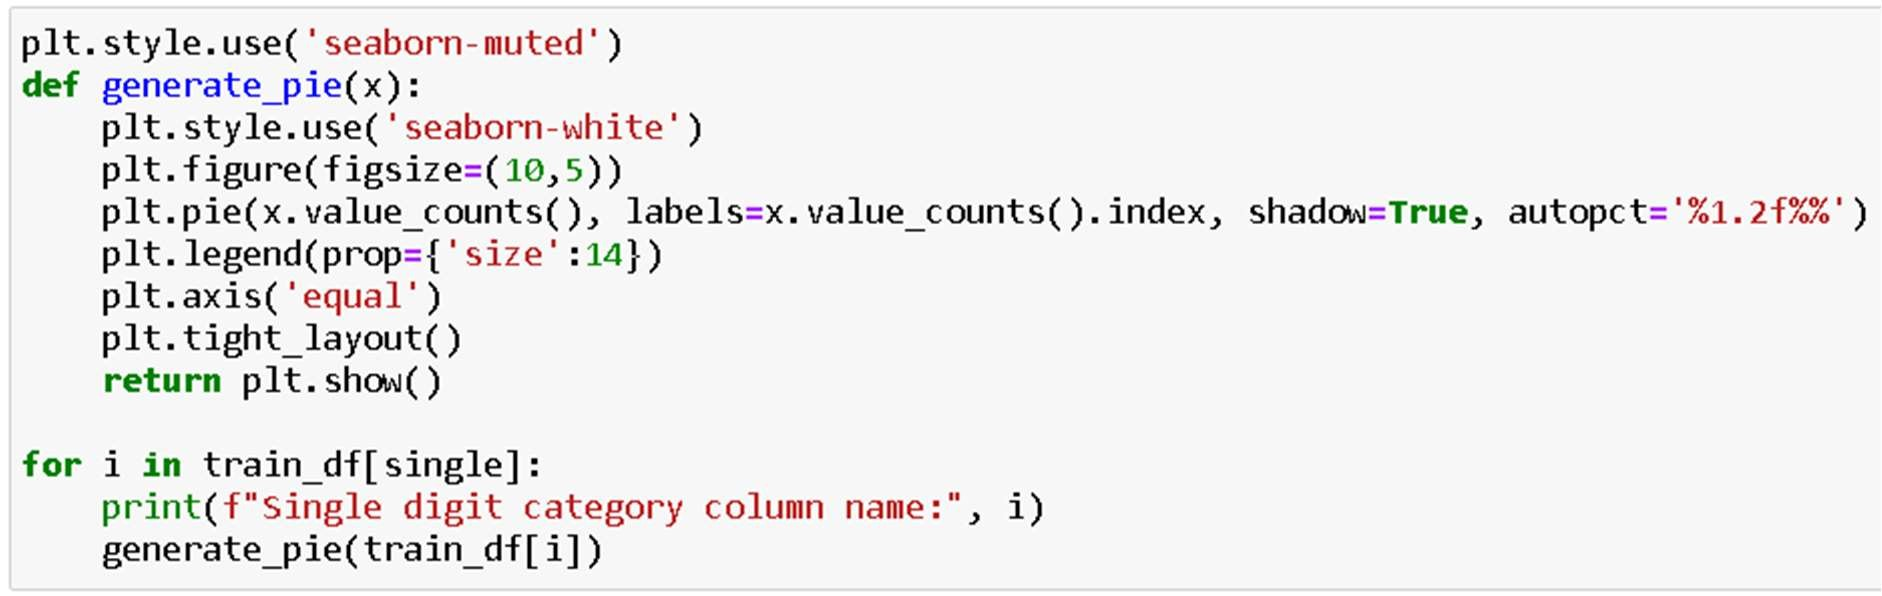 plt.style.use('seaborn-muted')
def generate_pie(x):
    plt.style.use('seaborn-white')
    plt.figure(figsize=(10,5))
    plt.pie(x.value_counts(), labels=x.value_counts().index, shadow=True, autopct='%1.2f%%')
    plt.legend(prop={'size':14})
    plt.axis('equal')
    plt.tight_layout()
    return plt.show()

for i in train_df[single]:
    print(f"Single digit category column name:", i)
    generate_pie(train_df[i])